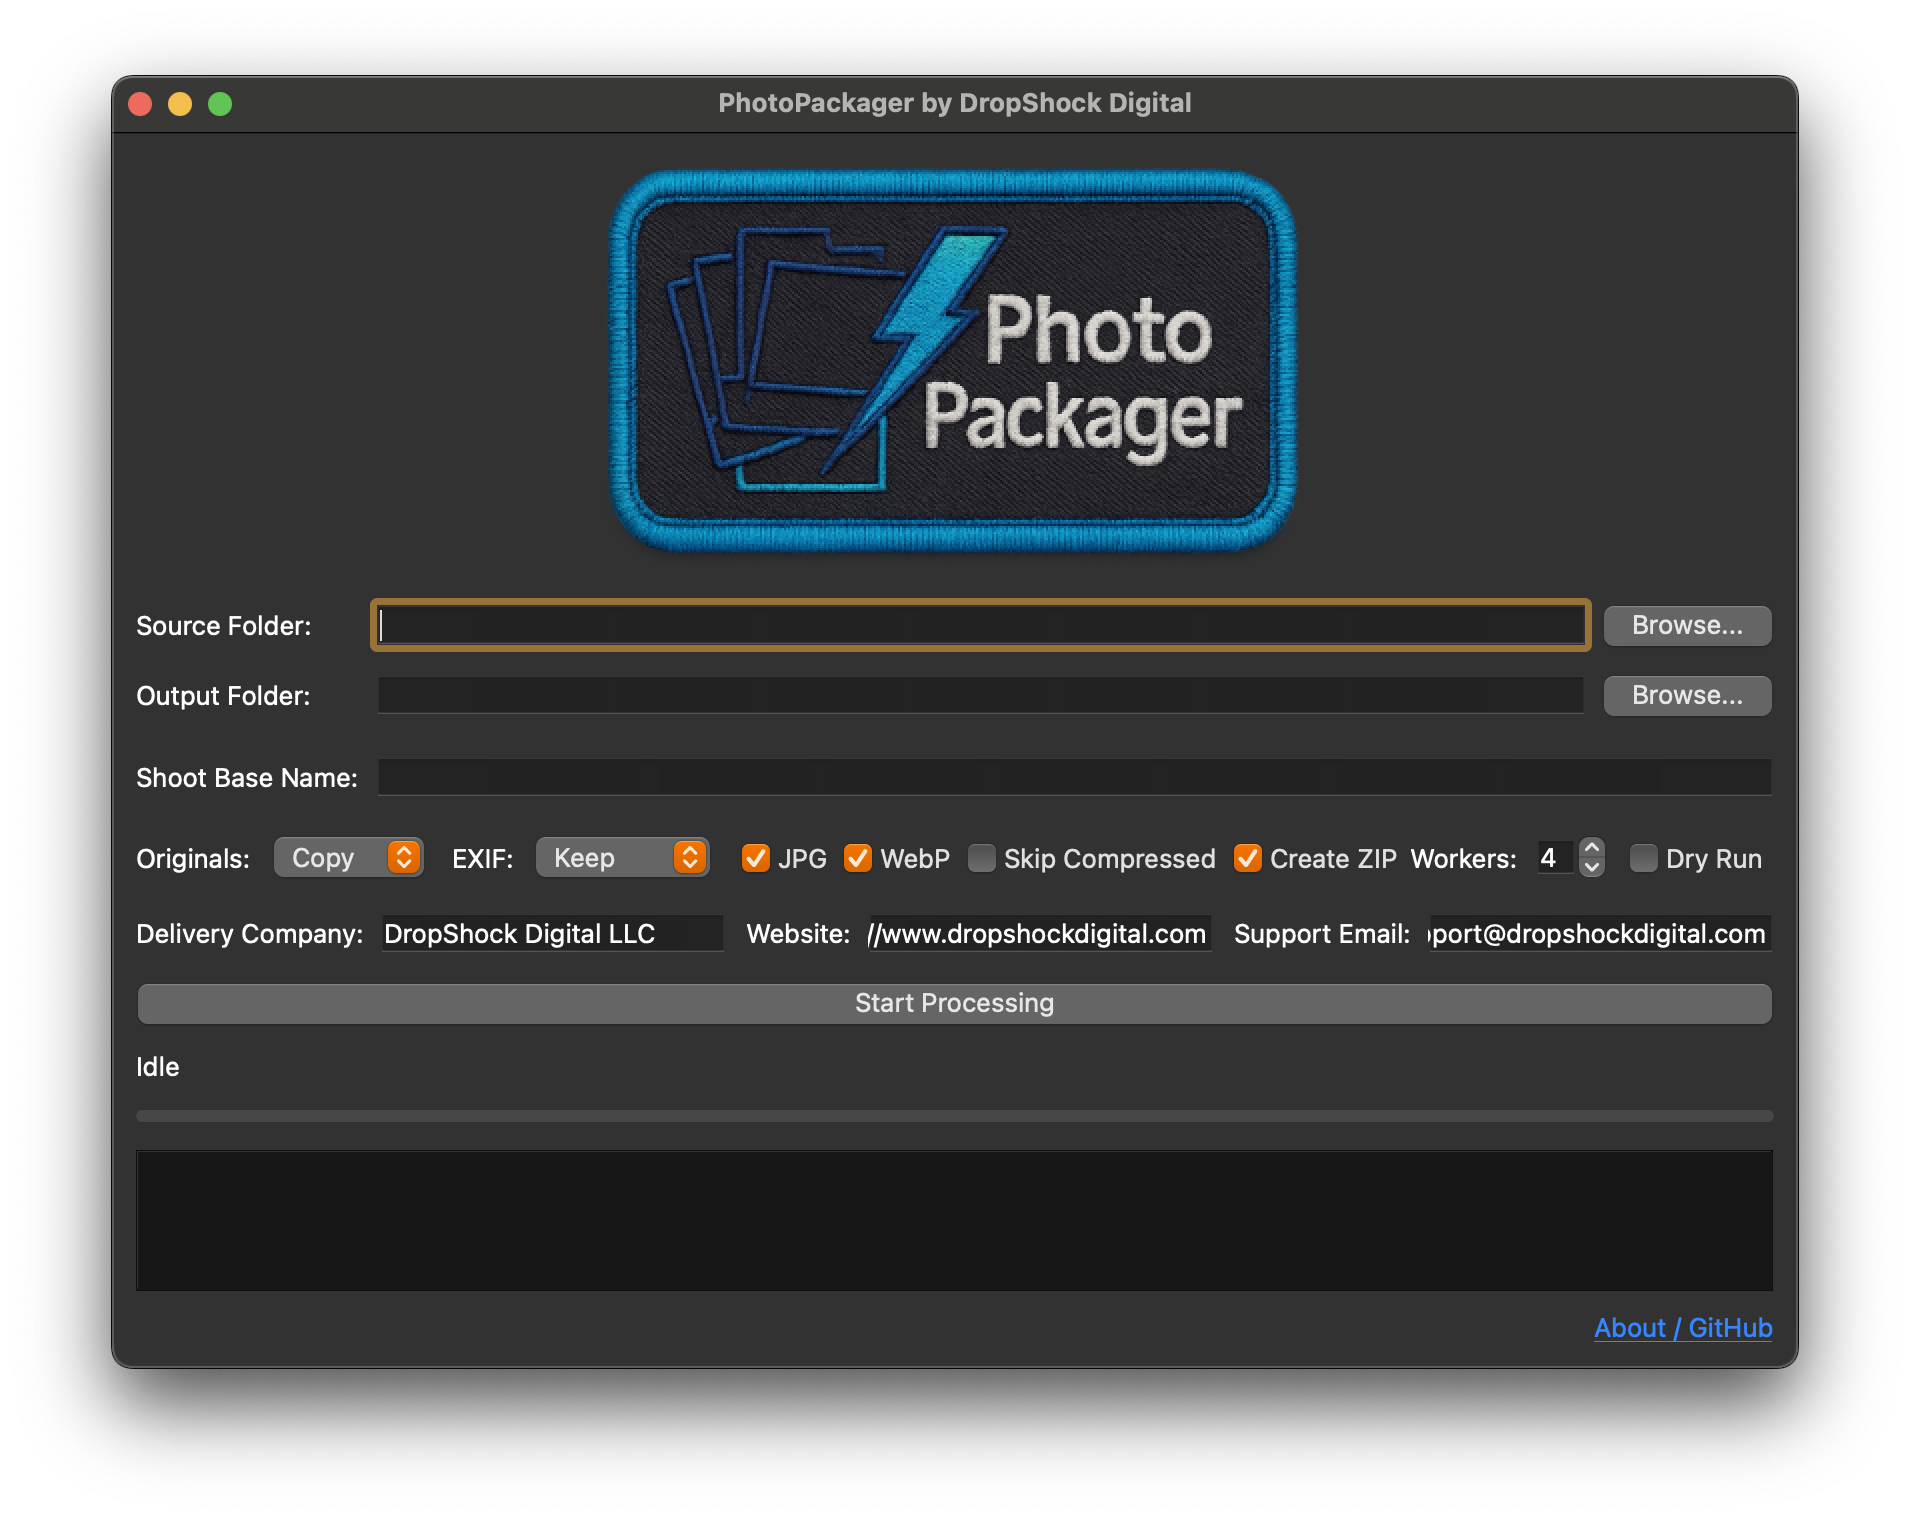 PhotoPackager by DropShock Digital
Photo
Packager
Source Folder: Browse...
Output Folder: Browse...
Shoot Base Name:
Originals: Copy EXIF: Keep JPG WebP Skip Compressed Create ZIP Workers: 4 Dry Run
Delivery Company: DropShock Digital LLC Website: //www.dropshockdigital.com Support Email: port@dropshockdigital.com
Start Processing
Idle
About / GitHub